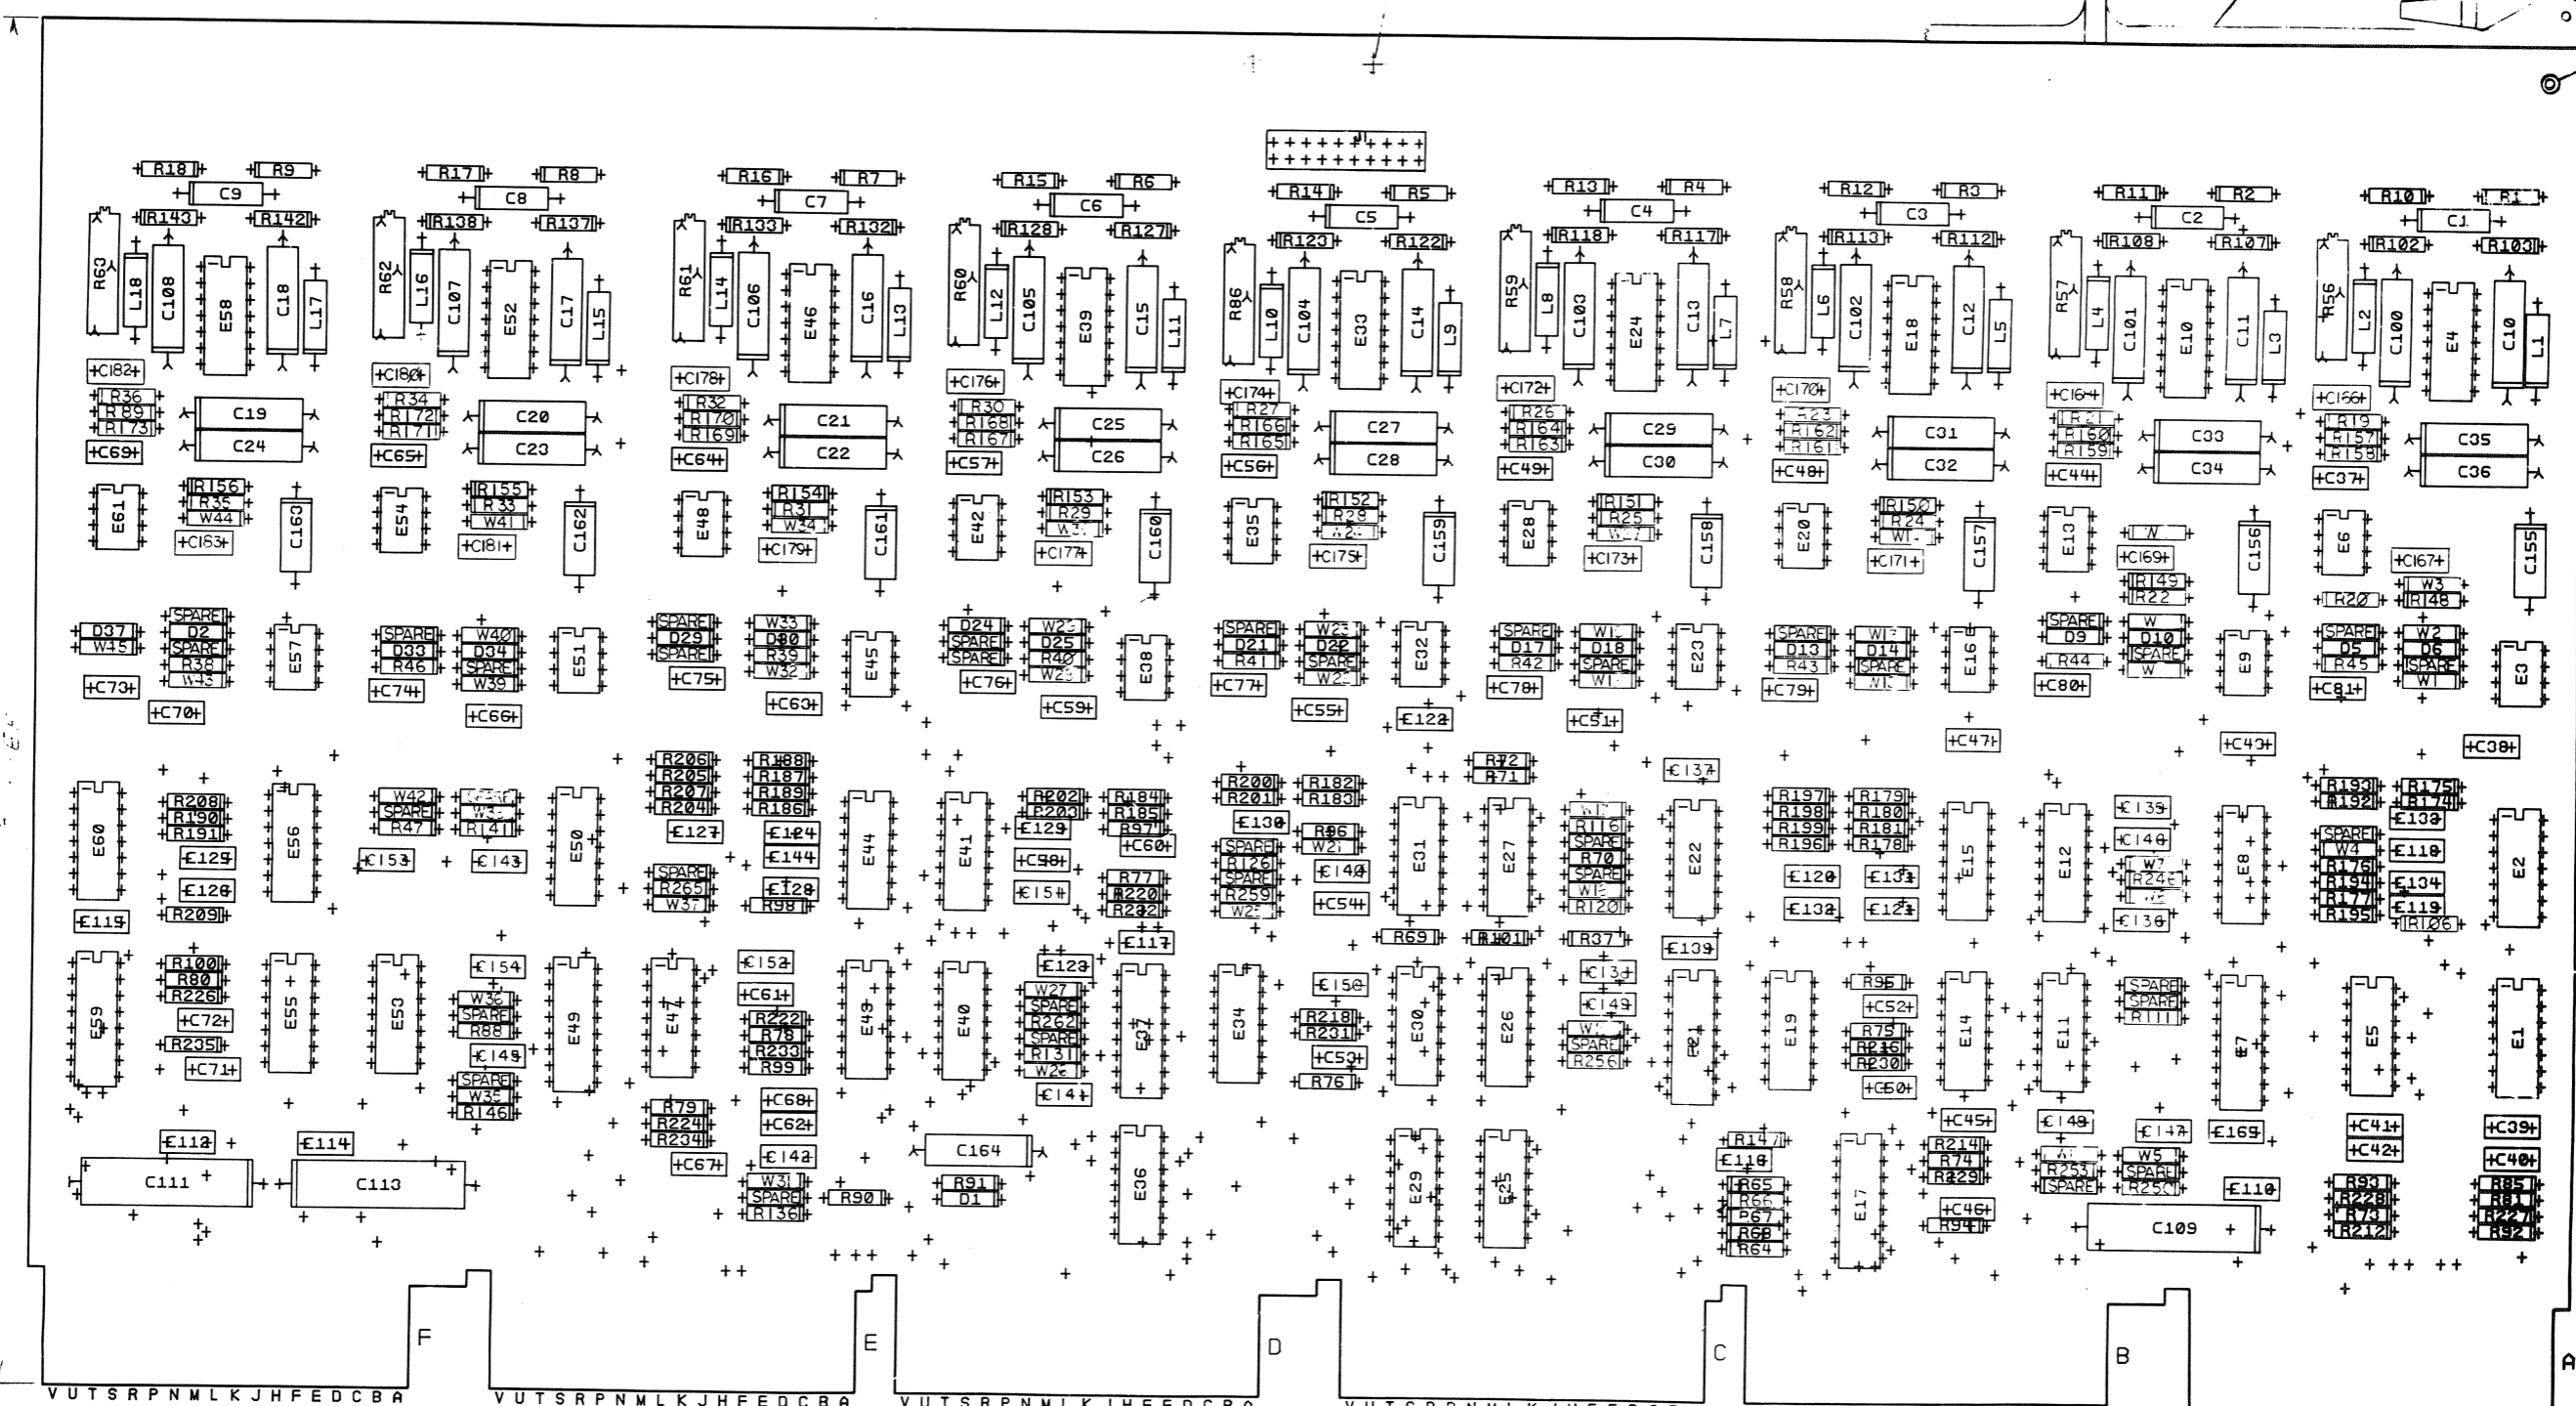 J1
R18 R9 R17 R8 R16 R7 R15 R6 R14 R5 R13 R4 R12 R3 R11 R2 R10 R1
C9 C8 C7 C6 C5 C4 C3 C2 C1
R143 R142 R138 R137 R133 R132 R128 R127 R123 R122 R118 R117 R113 R112 R108 R107 R102 R103
R63 L18 C108 E58 C18 L17 R62 L16 C107 E52 C17 L15 R61 L14 C106 E46 C16 L13 R60 L12 C105 E39 C15 L11 R86 L10 C104 E33 C14 L9 R59 L8 C103 E24 C13 L7 R58 L6 C102 E18 C12 L5 R57 L4 C101 E10 C11 L3 R56 L2 C100 E4 C10 L1
C182 C180 C178 C176 C174 C172 C170 C164 C166
R36 R34 R32 R30 R27 R26 R23 R21 R19
R89 C19 R172 C20 R170 C21 R168 C25 R166 C27 R164 C29 R162 C31 R160 C33 R157 C35
R173 R171 R169 R167 R165 R163 R161 R159 R158
C69 C24 C65 C23 C64 C22 C57 C26 C56 C28 C49 C30 C48 C32 C44 C34 C37 C36
R156 R155 R154 R153 R152 R151 R150
E61 R35 C163 E54 R33 C162 E48 R31 C161 E42 R29 C160 E35 R28 C159 E28 R25 C158 E20 R24 C157 E13 C156 E6 C155
W44 W41 W34
C183 C181 C179 C177 C175 C173 C171 C169 C167
R149 W3
R22 R20 R148
SPARE SPARE W33 D24 SPARE SPARE SPARE SPARE
D37 D2 SPARE W40 D29 D30 SPARE D25 D21 D22 D17 D18 D13 D14 D9 D10 SPARE W2
W45 SPARE E57 D33 D34 E51 SPARE R39 E45 SPARE R40 E38 R41 SPARE E32 R42 SPARE E23 R43 SPARE E16 R44 SPARE E9 D5 D6 E3
R38 R46 SPARE W32 R45 SPARE
W43 W39 W1
C73 C74 C75 C76 C77 C78 C79 C80 C81
C70 C66 C63 C59 C55 C122 C51 C47 C43 C38
R206 R188 R72
R205 R187 R200 R182 R71 C137 R193 R175
R207 R189 R202 R184 R201 R183 R197 R179 R192 R174
R208 W42 R204 R186 R203 R185 R198 R180 C135 C133
R190 SPARE C127 C124 C129 R97 C130 R116 R199 R181 SPARE
E60 R191 E56 R47 R141 E50 E44 E41 C60 R96 E31 E27 SPARE E22 R196 R178 E15 E12 C146 E8 W4 C118 E2
C125 C153 C143 C144 C98 SPARE W21 R70 R176
C126 SPARE C128 C151 R77 R126 C140 SPARE C120 C131 R194 C134
C115 R209 R265 R98 R220 SPARE C54 R120 C132 C121 C136 R177 C119
W37 R202 R259 R195 R106
C117 R69 R101 R37 C139
R100 C154 C152 C123 R95 SPARE
E59 R80 E55 E53 E49 E47 C61 E43 E40 W27 E37 E34 C150 E30 E26 C149 E21 E19 C52 E14 E11 SPARE E7 E5 E1
R226 W36 R222 SPARE R218 R111
C72 SPARE R78 R262 R231 R75
R235 R88 R233 SPARE C53 SPARE R216
C71 C145 R99 R131 R76 R256 R230
SPARE C68 W26 C50
W35 R79 C62 C141 C45 C148 C41 C39
R146 R224 C147 C165
C112 C114 R234 C142 C164 R147 R214 C42 C40
C111 C113 C67 W31 R91 E36 E29 E25 C116 E17 R74 R253 W5 C110
SPARE R90 D1 R65 R229 SPARE SPARE R93 R85
R136 R66 R228 R81
R67 C46 C109 R73 R227
R68 R94 R212 R92
R64
F E D C B A
V U T S R P N M L K J H F E D C B A V U T S R P N M L K J H F E D C B A V U T S R P N M L K J H F E D C B A